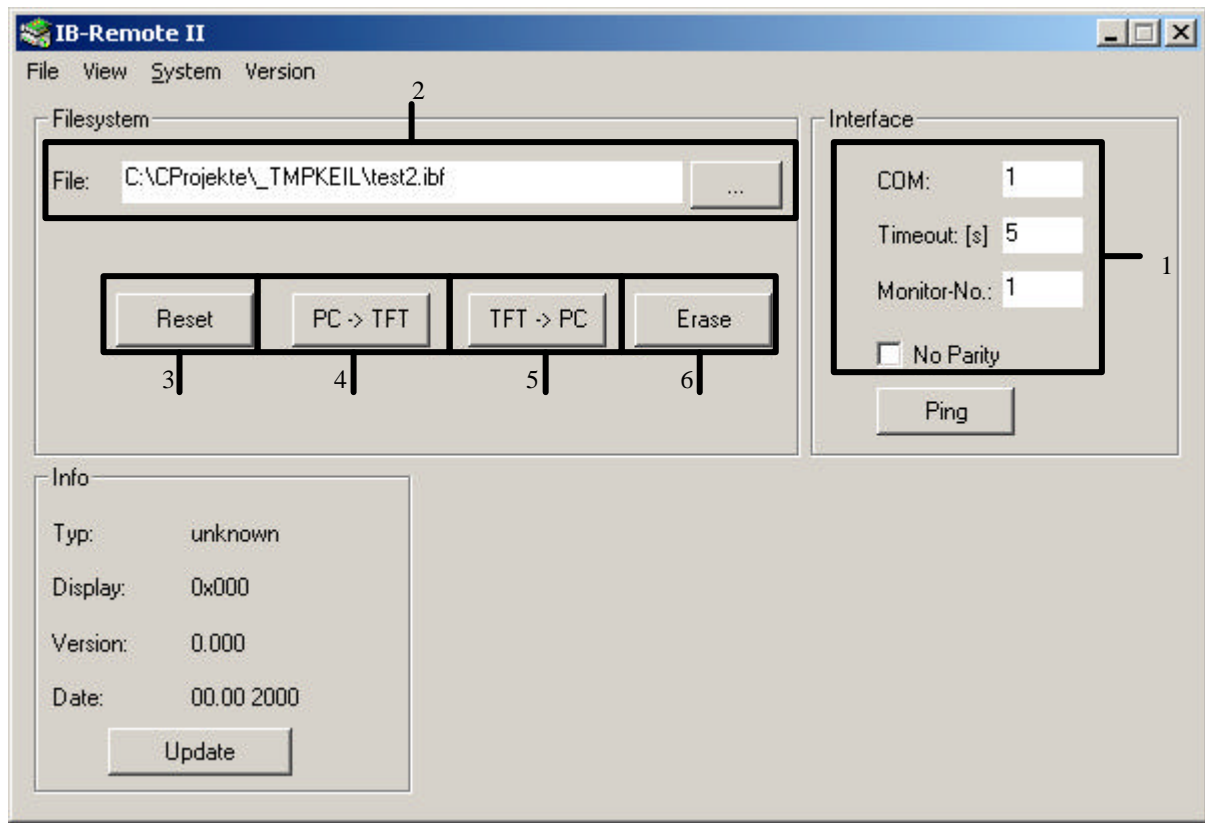 IB-Remote II
File View System Version
2
Filesystem
File: C:\CProjekte\_TMPKEIL\test2.ibf ...
Reset PC -> TFT TFT -> PC Erase
3 4 5 6
Interface
COM: 1
Timeout: [s] 5
Monitor-No.: 1
No Parity
1
Ping
Info
Typ: unknown
Display: 0x000
Version: 0.000
Date: 00.00 2000
Update